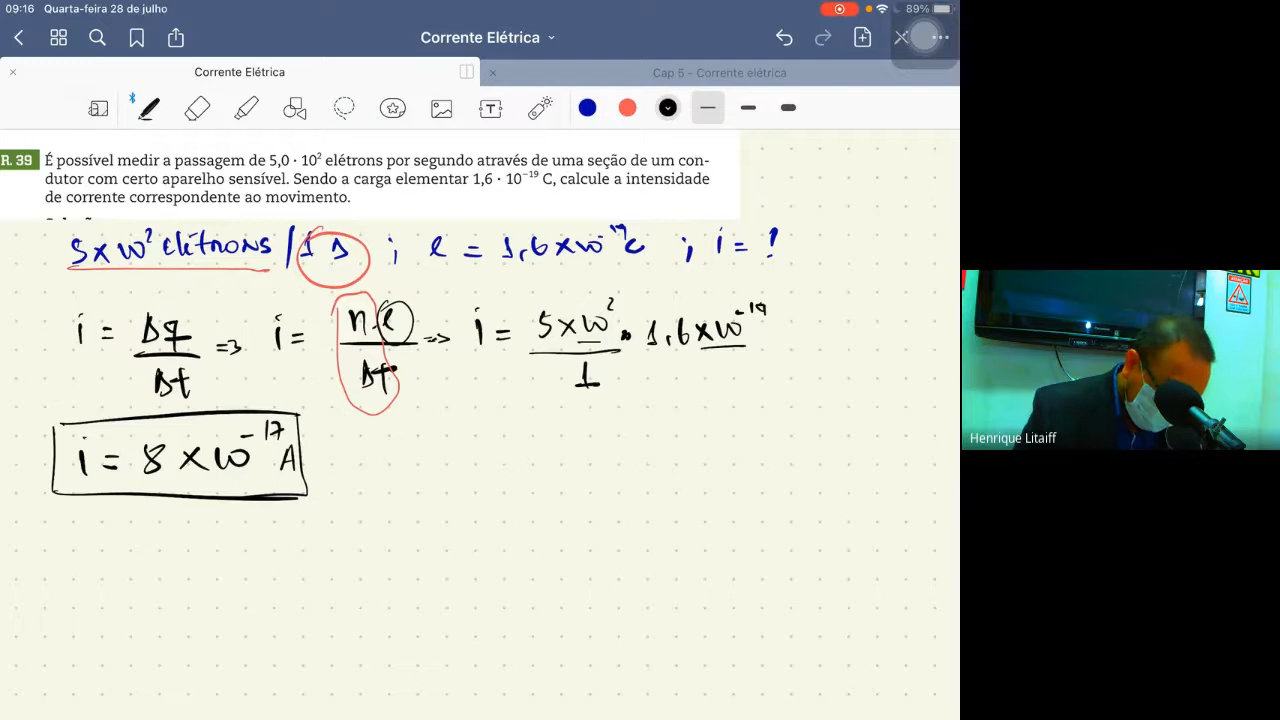 09:16 Quarta-feira 28 de julho 89%
Corrente Elétrica
Corrente Elétrica
Cap 5 - Corrente elétrica
R. 39 É possível medir a passagem de 5,0 · 10² elétrons por segundo através de uma seção de um con-
dutor com certo aparelho sensível. Sendo a carga elementar 1,6 · 10⁻¹⁹ C, calcule a intensidade
de corrente correspondente ao movimento.
5×10² elétrons / 1 s ; e = 1,6×10⁻¹⁹C ; i = ?
i = Δq/Δt => i = n.e/Δt => i = 5×10²/1 · 1,6×10⁻¹⁹
i = 8 ×10⁻¹⁷ A
Henrique Litaiff